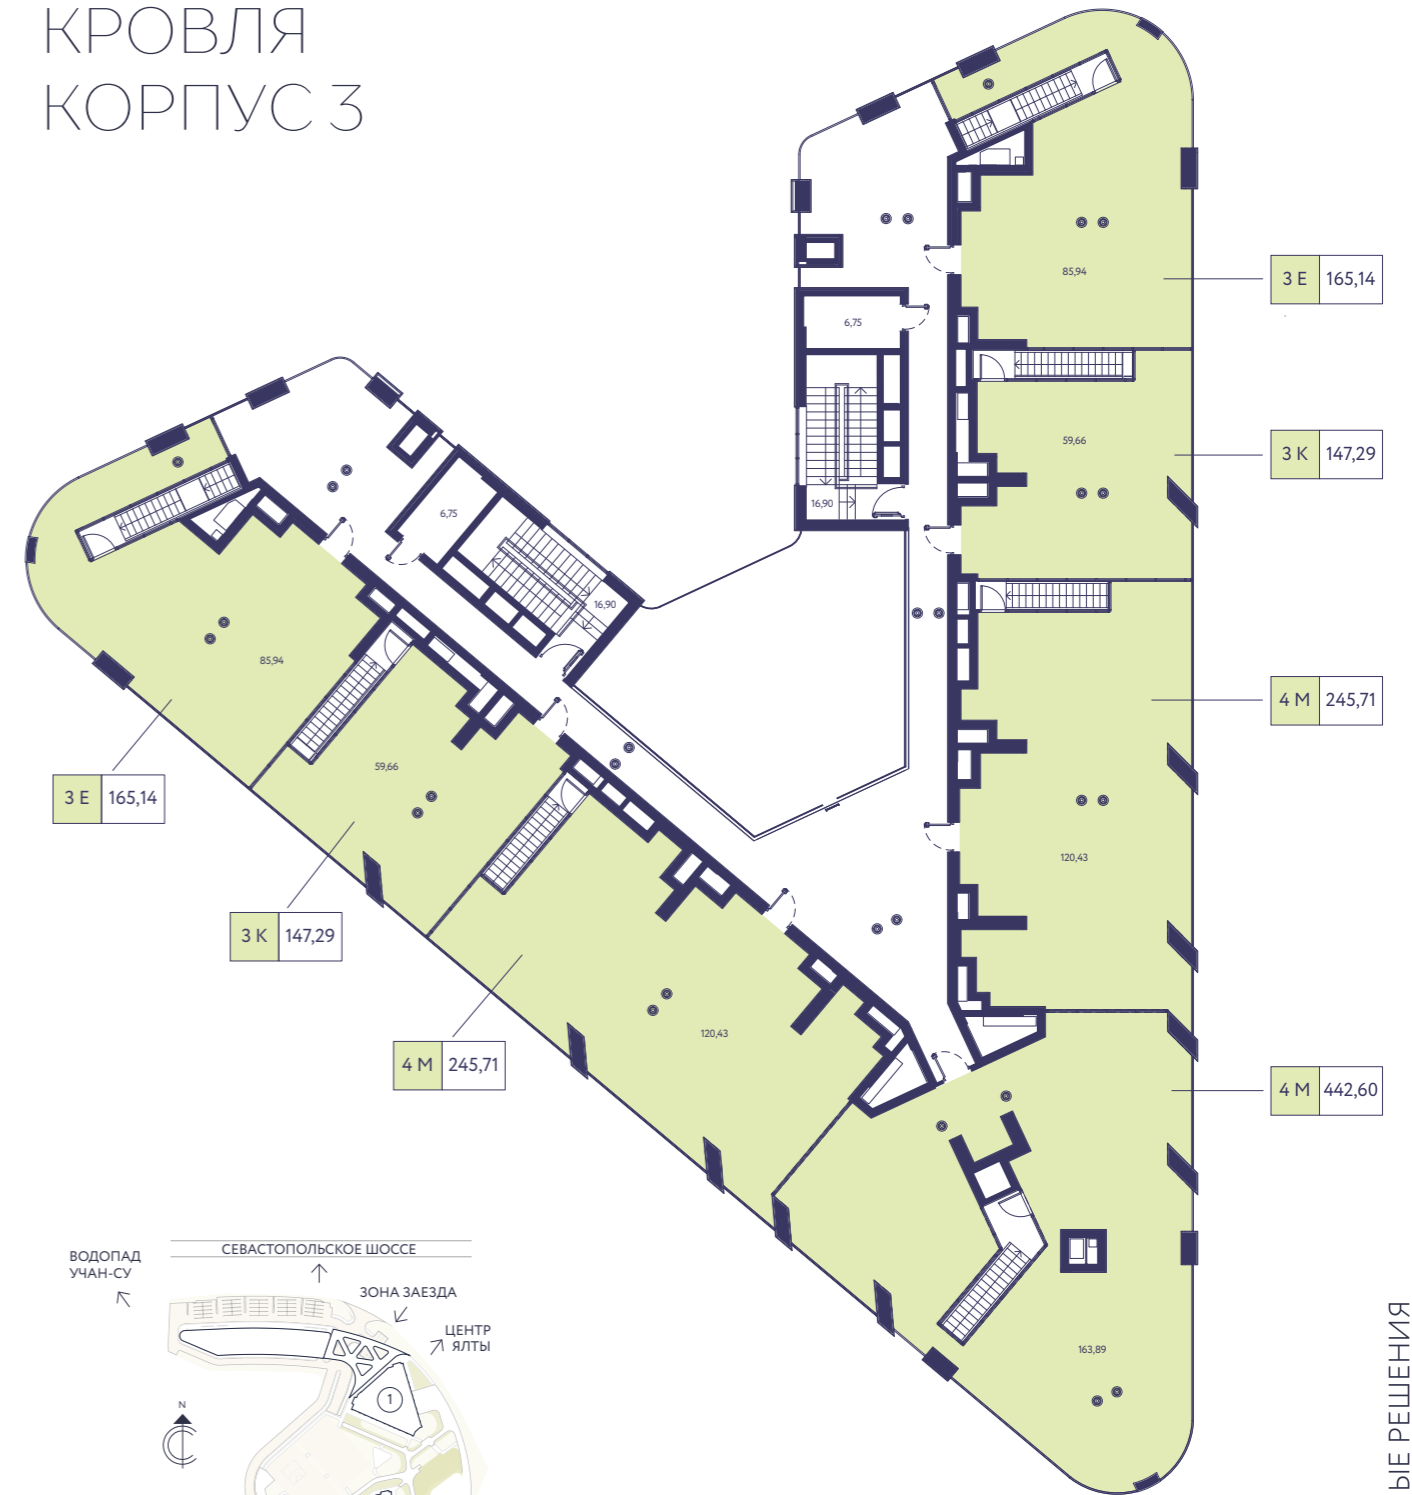 КРОВЛЯ
КОРПУС 3
85,94
3 Е 165,14
6,75
59,66
3 К 147,29
16,90
6,75
16,90
85,94
4 М 245,71
59,66
3 Е 165,14
120,43
3 К 147,29
120,43
4 М 245,71
4 М 442,60
163,89
СЕВАСТОПОЛЬСКОЕ ШОССЕ
ВОДОПАД
УЧАН-СУ
ЗОНА ЗАЕЗДА
ЦЕНТР
ЯЛТЫ
1
N
ЫЕ РЕШЕНИЯ